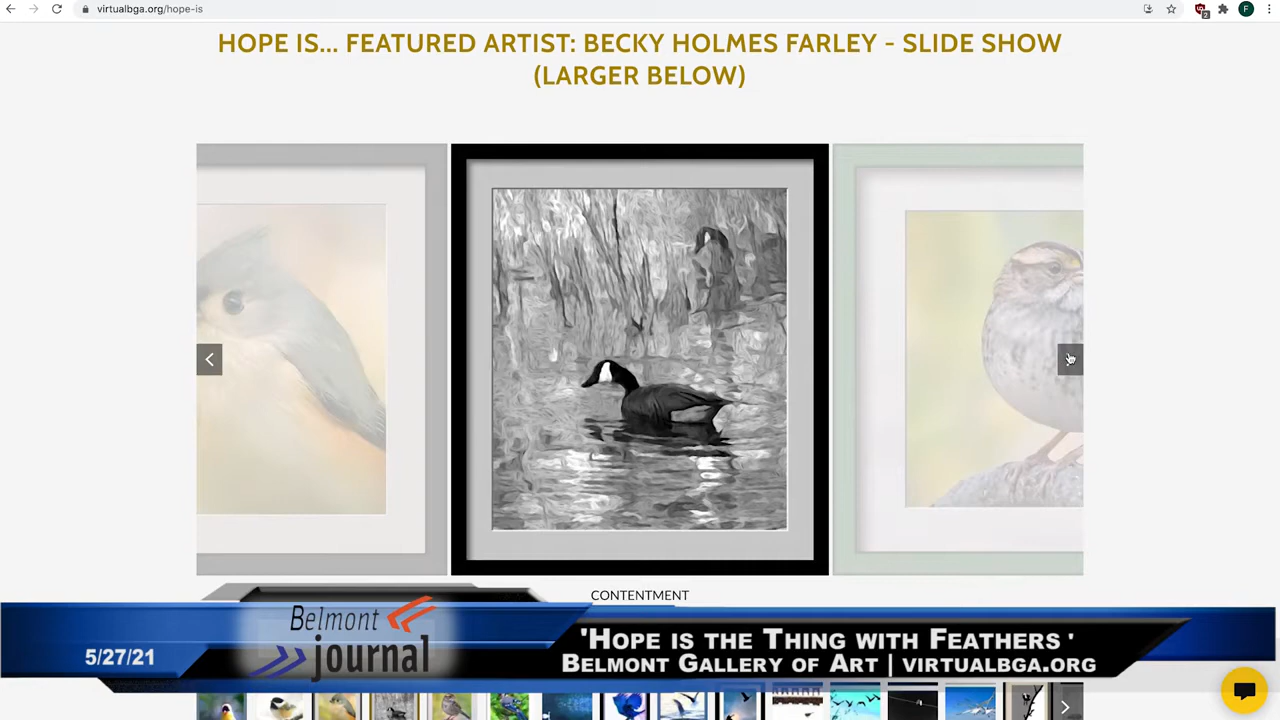 virtualbga.org/hope-is
2
F
HOPE IS... FEATURED ARTIST: BECKY HOLMES FARLEY - SLIDE SHOW
(LARGER BELOW)
CONTENTMENT
5/27/21
Belmont
journal
'HOPE IS THE THING WITH FEATHERS '
BELMONT GALLERY OF ART | VIRTUALBGA.ORG